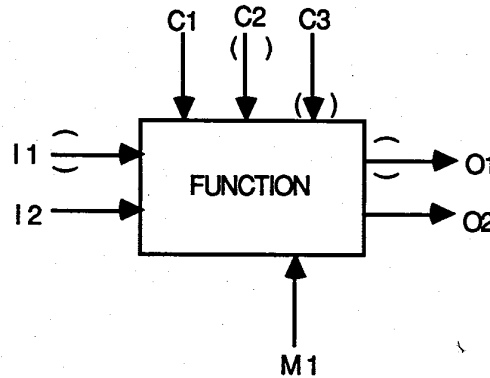 C1 C2 C3
( )
( )
I1 ( ) ( ) O1
FUNCTION
I2 O2
M1